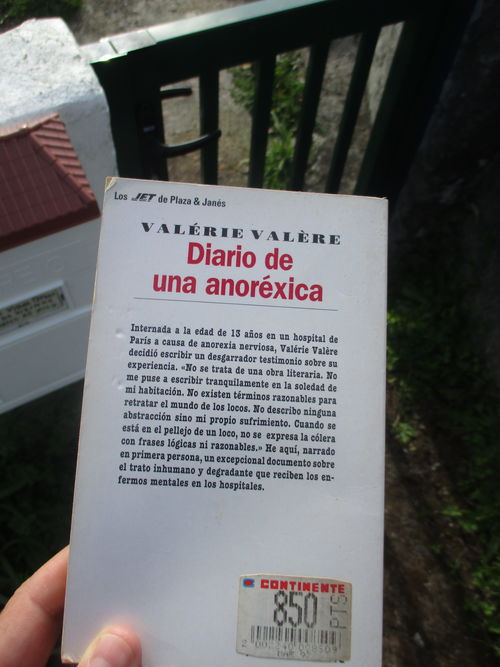 Los JET de Plaza & Janés
VALÉRIE VALÈRE
Diario de
una anoréxica
Internada a la edad de 13 años en un hospital de
París a causa de anorexia nerviosa, Valérie Valère
decidió escribir un desgarrador testimonio sobre su
experiencia. «No se trata de una obra literaria. No
me puse a escribir tranquilamente en la soledad de
mi habitación. No existen términos razonables para
retratar el mundo de los locos. No describo ninguna
abstracción sino mi propio sufrimiento. Cuando se
está en el pellejo de un loco, no se expresa la cólera
con frases lógicas ni razonables.» He aquí, narrado
en primera persona, un excepcional documento sobre
el trato inhumano y degradante que reciben los en-
fermos mentales en los hospitales.
CONTINENTE
850
PTS